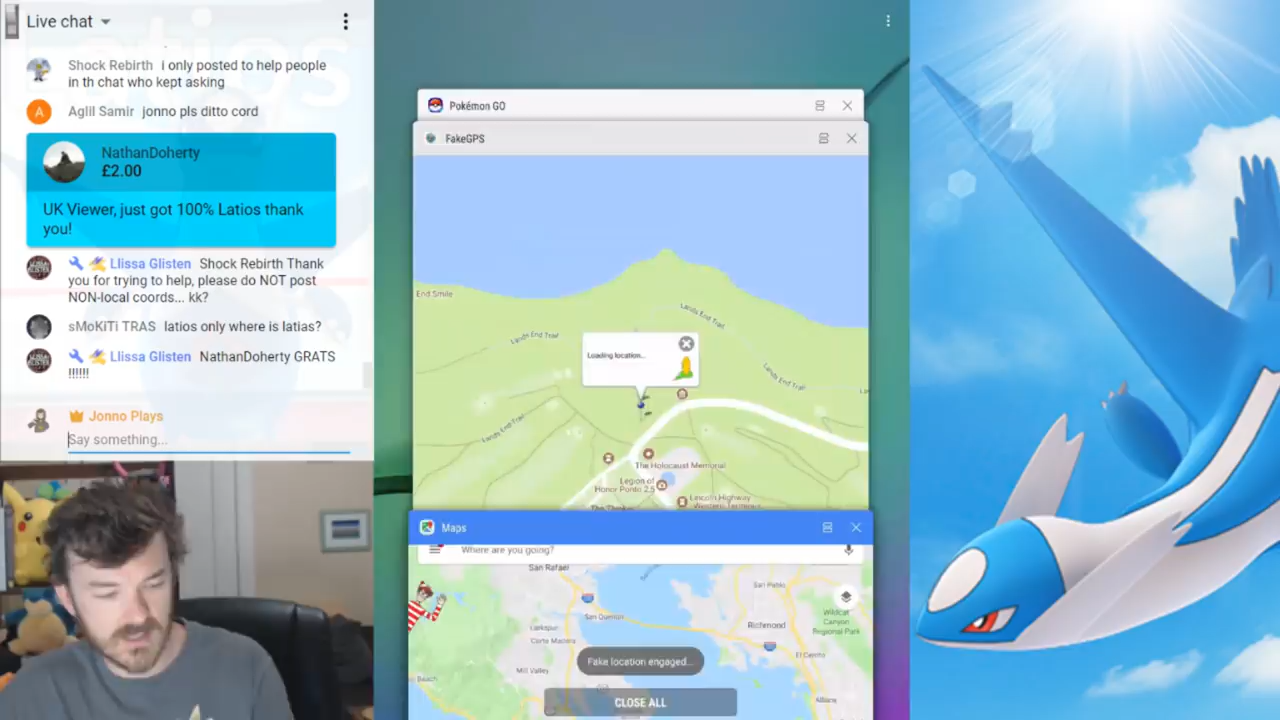 Live chat
Shock Rebirth i only posted to help people
in th chat who kept asking
Aglil Samir jonno pls ditto cord
NathanDoherty
£2.00
UK Viewer, just got 100% Latios thank
you!
Llissa Glisten Shock Rebirth Thank
you for trying to help, please do NOT post
NON-local coords... kk?
sMoKiTi TRAS latios only where is latias?
Llissa Glisten NathanDoherty GRATS
!!!!!!
Jonno Plays
Say something...
Pokémon GO
FakeGPS
End Smile
Lands End Trail
Lands End Trail
Loading location...
Lands End Trail
Lands End Trail
The Holocaust Memorial
Legion of
Honor Pordo 2.5
Lincoln Highway
Western Terminus
Maps
Where are you going?
San Rafael
San Pablo
San Quentin
Larkspur
Richmond
Wildcat
Canyon
Regional Park
Corte Madera
El Cerrito
Mill Valley
Fake location engaged...
Beach
Albany
CLOSE ALL